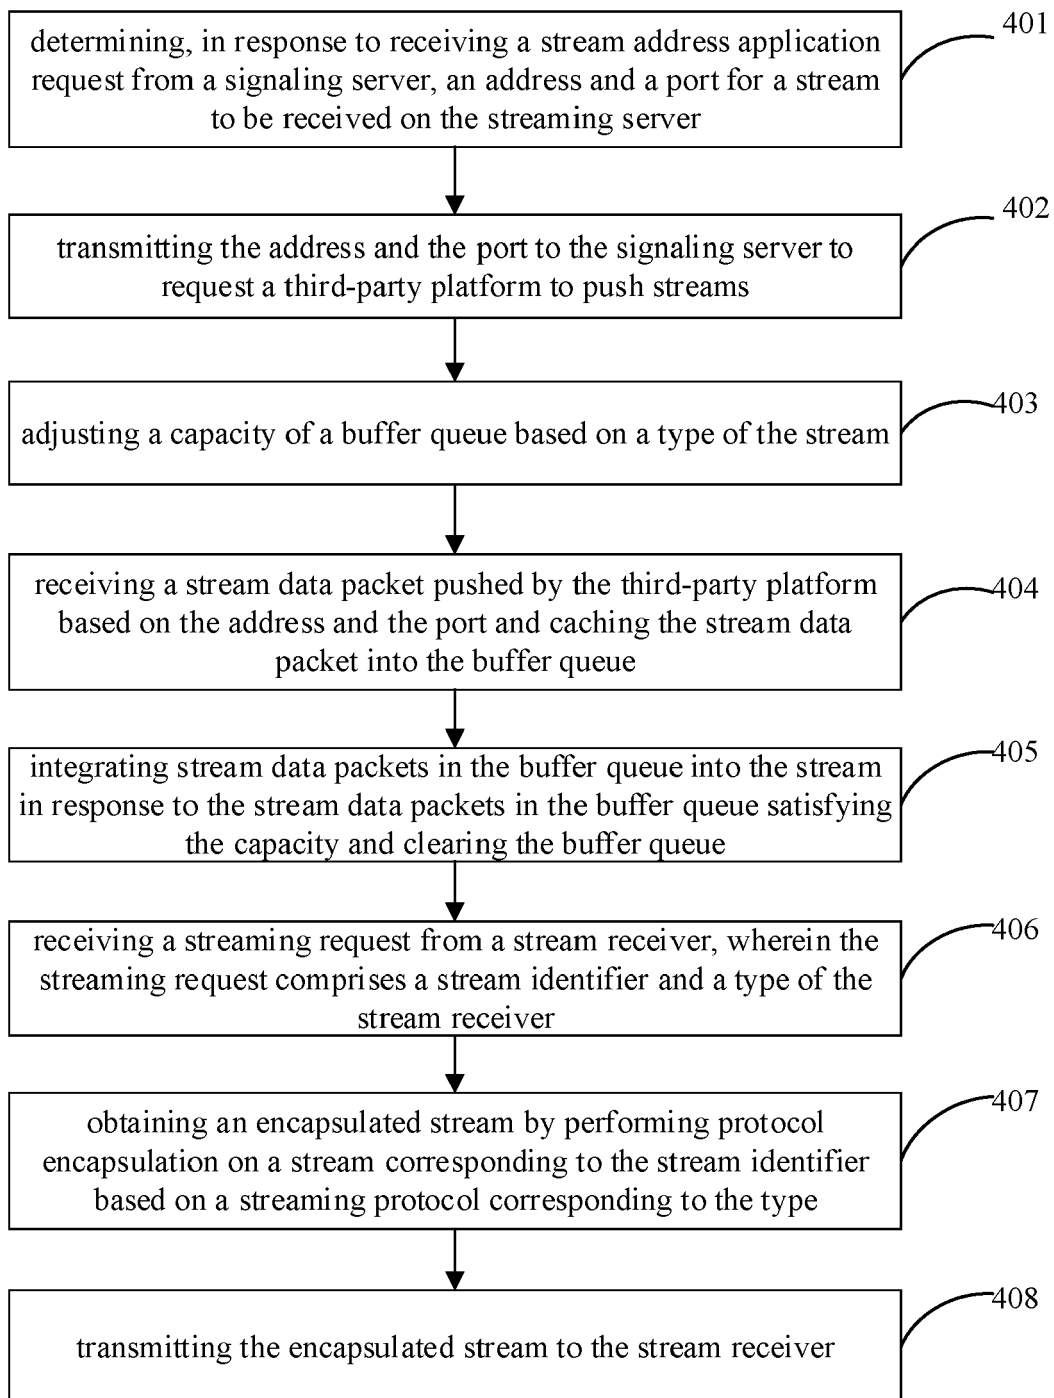 determining, in response to receiving a stream address application
request from a signaling server, an address and a port for a stream
to be received on the streaming server
401
transmitting the address and the port to the signaling server to
request a third-party platform to push streams
402
adjusting a capacity of a buffer queue based on a type of the stream
403
receiving a stream data packet pushed by the third-party platform
based on the address and the port and caching the stream data
packet into the buffer queue
404
integrating stream data packets in the buffer queue into the stream
in response to the stream data packets in the buffer queue satisfying
the capacity and clearing the buffer queue
405
receiving a streaming request from a stream receiver, wherein the
streaming request comprises a stream identifier and a type of the
stream receiver
406
obtaining an encapsulated stream by performing protocol
encapsulation on a stream corresponding to the stream identifier
based on a streaming protocol corresponding to the type
407
transmitting the encapsulated stream to the stream receiver
408